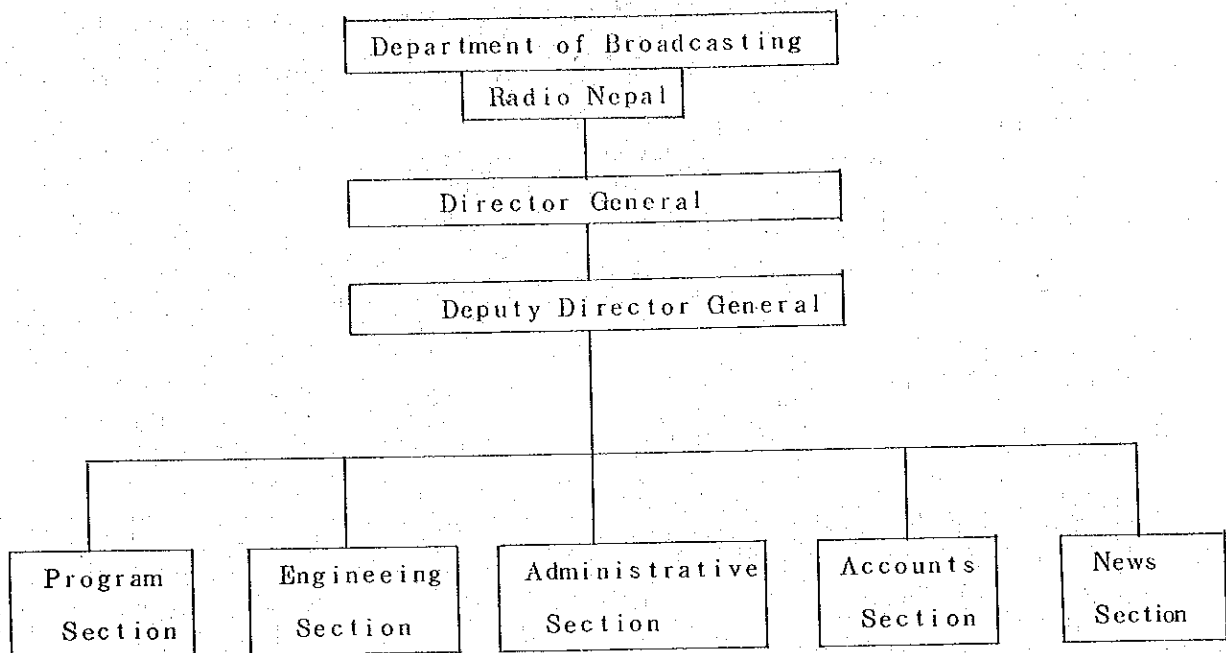 Department of Broadcasting
Radio Nepal
Director General
Deputy Director General
Program
Section
Engineeing
Section
Administrative
Section
Accounts
Section
News
Section